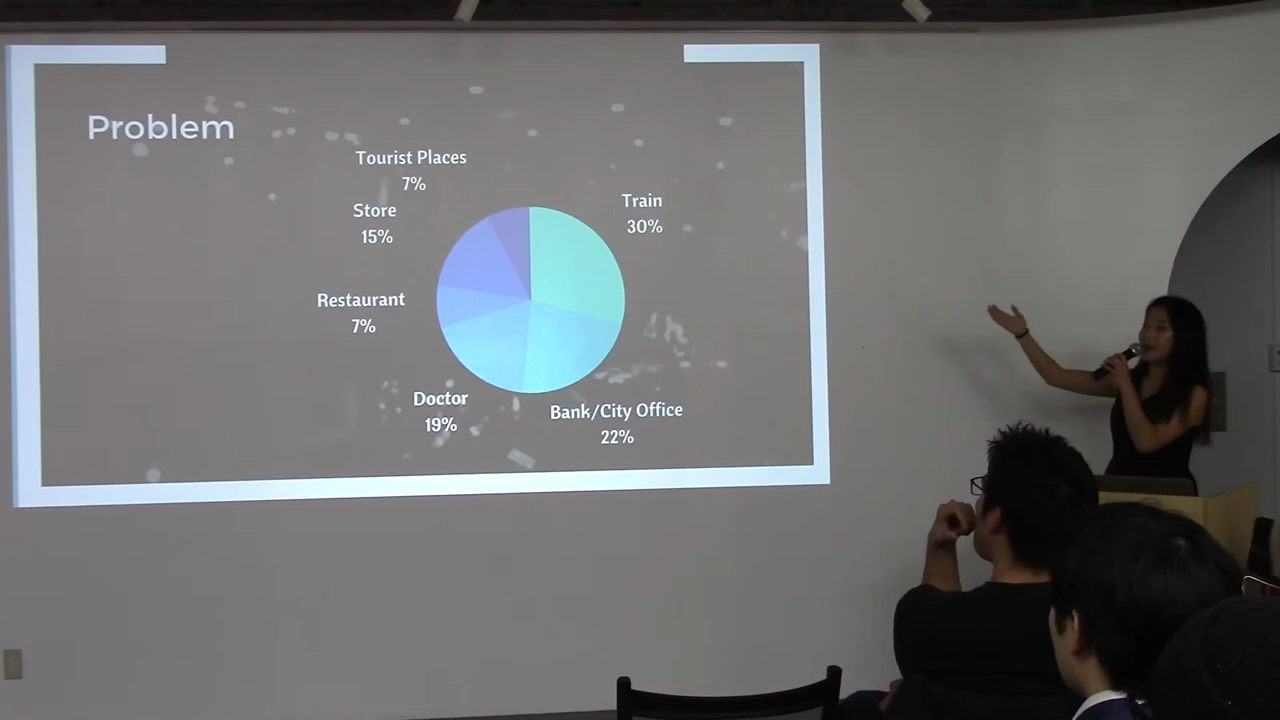 Problem
Tourist Places
7%
Train
30%
Store
15%
Restaurant
7%
Doctor
19%
Bank/City Office
22%